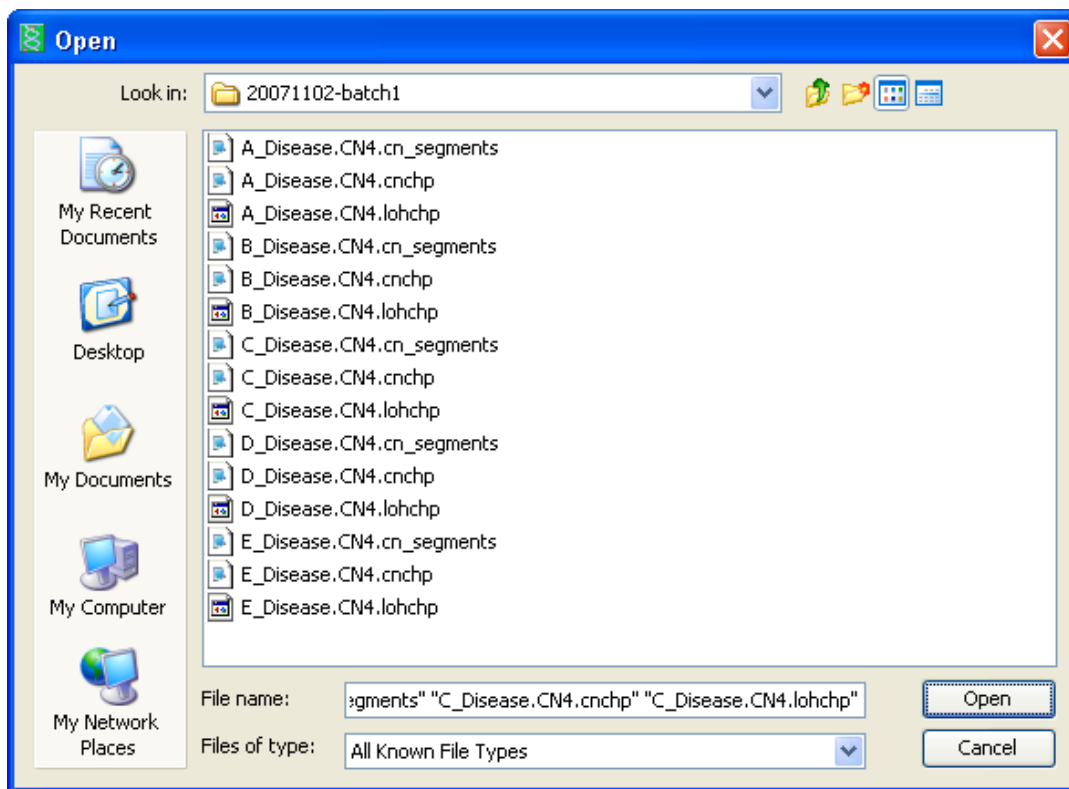 Open
Look in:
20071102-batch1
My Recent
Documents
Desktop
My Documents
My Computer
My Network
Places
A_Disease.CN4.cn_segments
A_Disease.CN4.cnchp
A_Disease.CN4.lohchp
B_Disease.CN4.cn_segments
B_Disease.CN4.cnchp
B_Disease.CN4.lohchp
C_Disease.CN4.cn_segments
C_Disease.CN4.cnchp
C_Disease.CN4.lohchp
D_Disease.CN4.cn_segments
D_Disease.CN4.cnchp
D_Disease.CN4.lohchp
E_Disease.CN4.cn_segments
E_Disease.CN4.cnchp
E_Disease.CN4.lohchp
File name:
egments" "C_Disease.CN4.cnchp" "C_Disease.CN4.lohchp"
Open
Files of type:
All Known File Types
Cancel